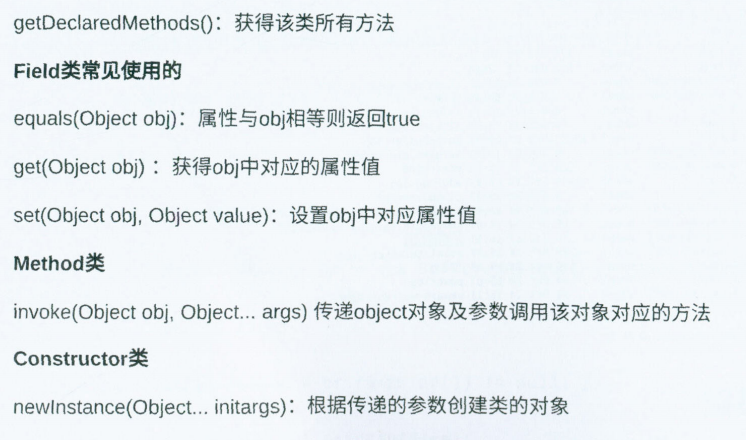 getDeclaredMethods()：获得该类所有方法
Field类常见使用的
equals(Object obj)：属性与obj相等则返回true
get(Object obj) ：获得obj中对应的属性值
set(Object obj, Object value)：设置obj中对应属性值
Method类
invoke(Object obj, Object... args) 传递object对象及参数调用该对象对应的方法
Constructor类
newInstance(Object... initargs)：根据传递的参数创建类的对象